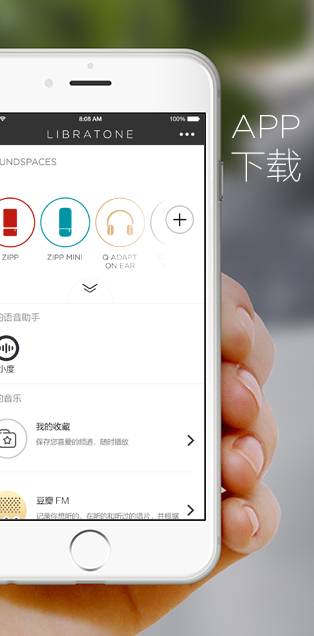 8:08 AM 100%
LIBRATONE
UNDSPACES
APP
下载
ZIPP ZIPP MINI Q ADAPT
ON EAR
的语音助手
小度
的音乐
我的收藏
保存您喜爱的频道，随时播放
豆瓣 FM
记录你想听的，在听的和听过的唱片，并根据